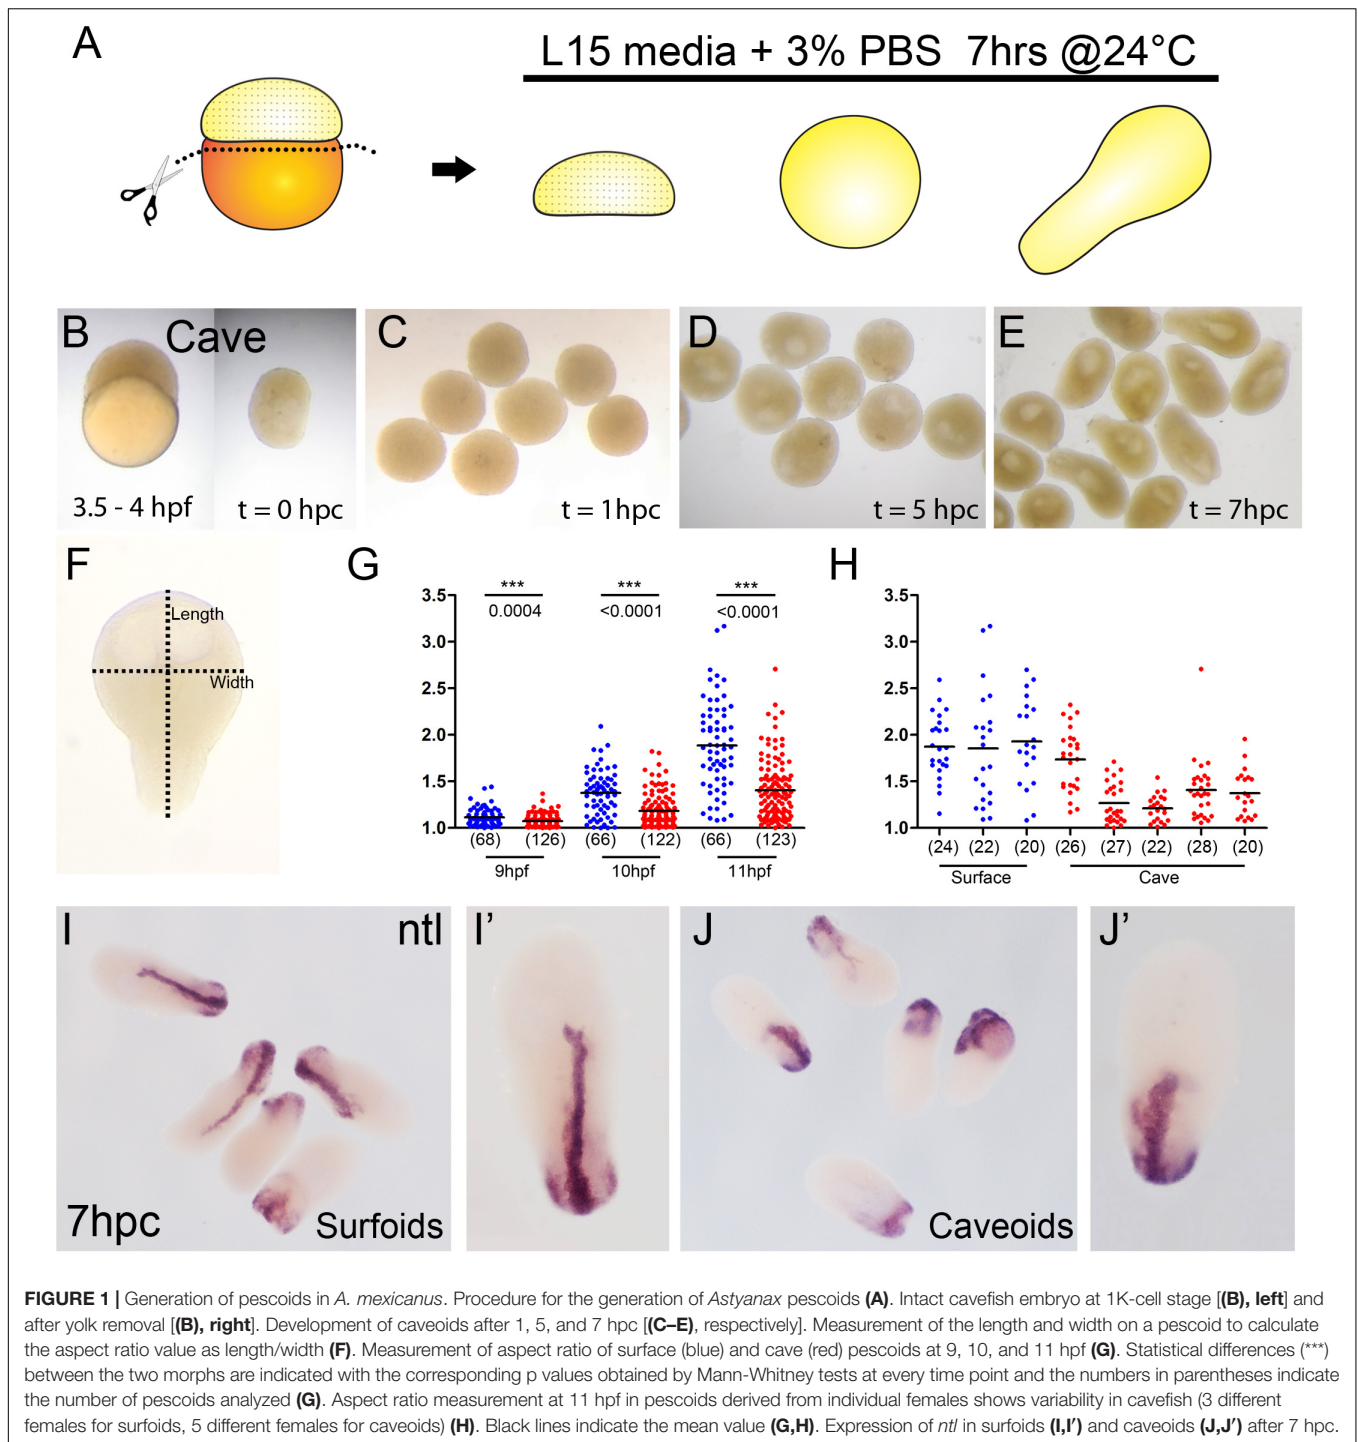 A
L15 media + 3% PBS 7hrs @24°C
B
Cave
3.5 - 4 hpf
t = 0 hpc
C
t = 1hpc
D
t = 5 hpc
E
t = 7hpc
F
Length
Width
G
*** *** ***
0.0004 <0.0001 <0.0001
3.5
3.0
2.5
2.0
1.5
1.0
(68) (126) (66) (122) (66) (123)
9hpf 10hpf 11hpf
H
3.5
3.0
2.5
2.0
1.5
1.0
(24) (22) (20) (26) (27) (22) (28) (20)
Surface Cave
I
ntl
7hpc
Surfoids
I’
J
Caveoids
J’
FIGURE 1 | Generation of pescoids in A. mexicanus. Procedure for the generation of Astyanax pescoids (A). Intact cavefish embryo at 1K-cell stage [(B), left] and
after yolk removal [(B), right]. Development of caveoids after 1, 5, and 7 hpc [(C–E), respectively]. Measurement of the length and width on a pescoid to calculate
the aspect ratio value as length/width (F). Measurement of aspect ratio of surface (blue) and cave (red) pescoids at 9, 10, and 11 hpf (G). Statistical differences (***)
between the two morphs are indicated with the corresponding p values obtained by Mann-Whitney tests at every time point and the numbers in parentheses indicate
the number of pescoids analyzed (G). Aspect ratio measurement at 11 hpf in pescoids derived from individual females shows variability in cavefish (3 different
females for surfoids, 5 different females for caveoids) (H). Black lines indicate the mean value (G,H). Expression of ntl in surfoids (I,I′) and caveoids (J,J′) after 7 hpc.